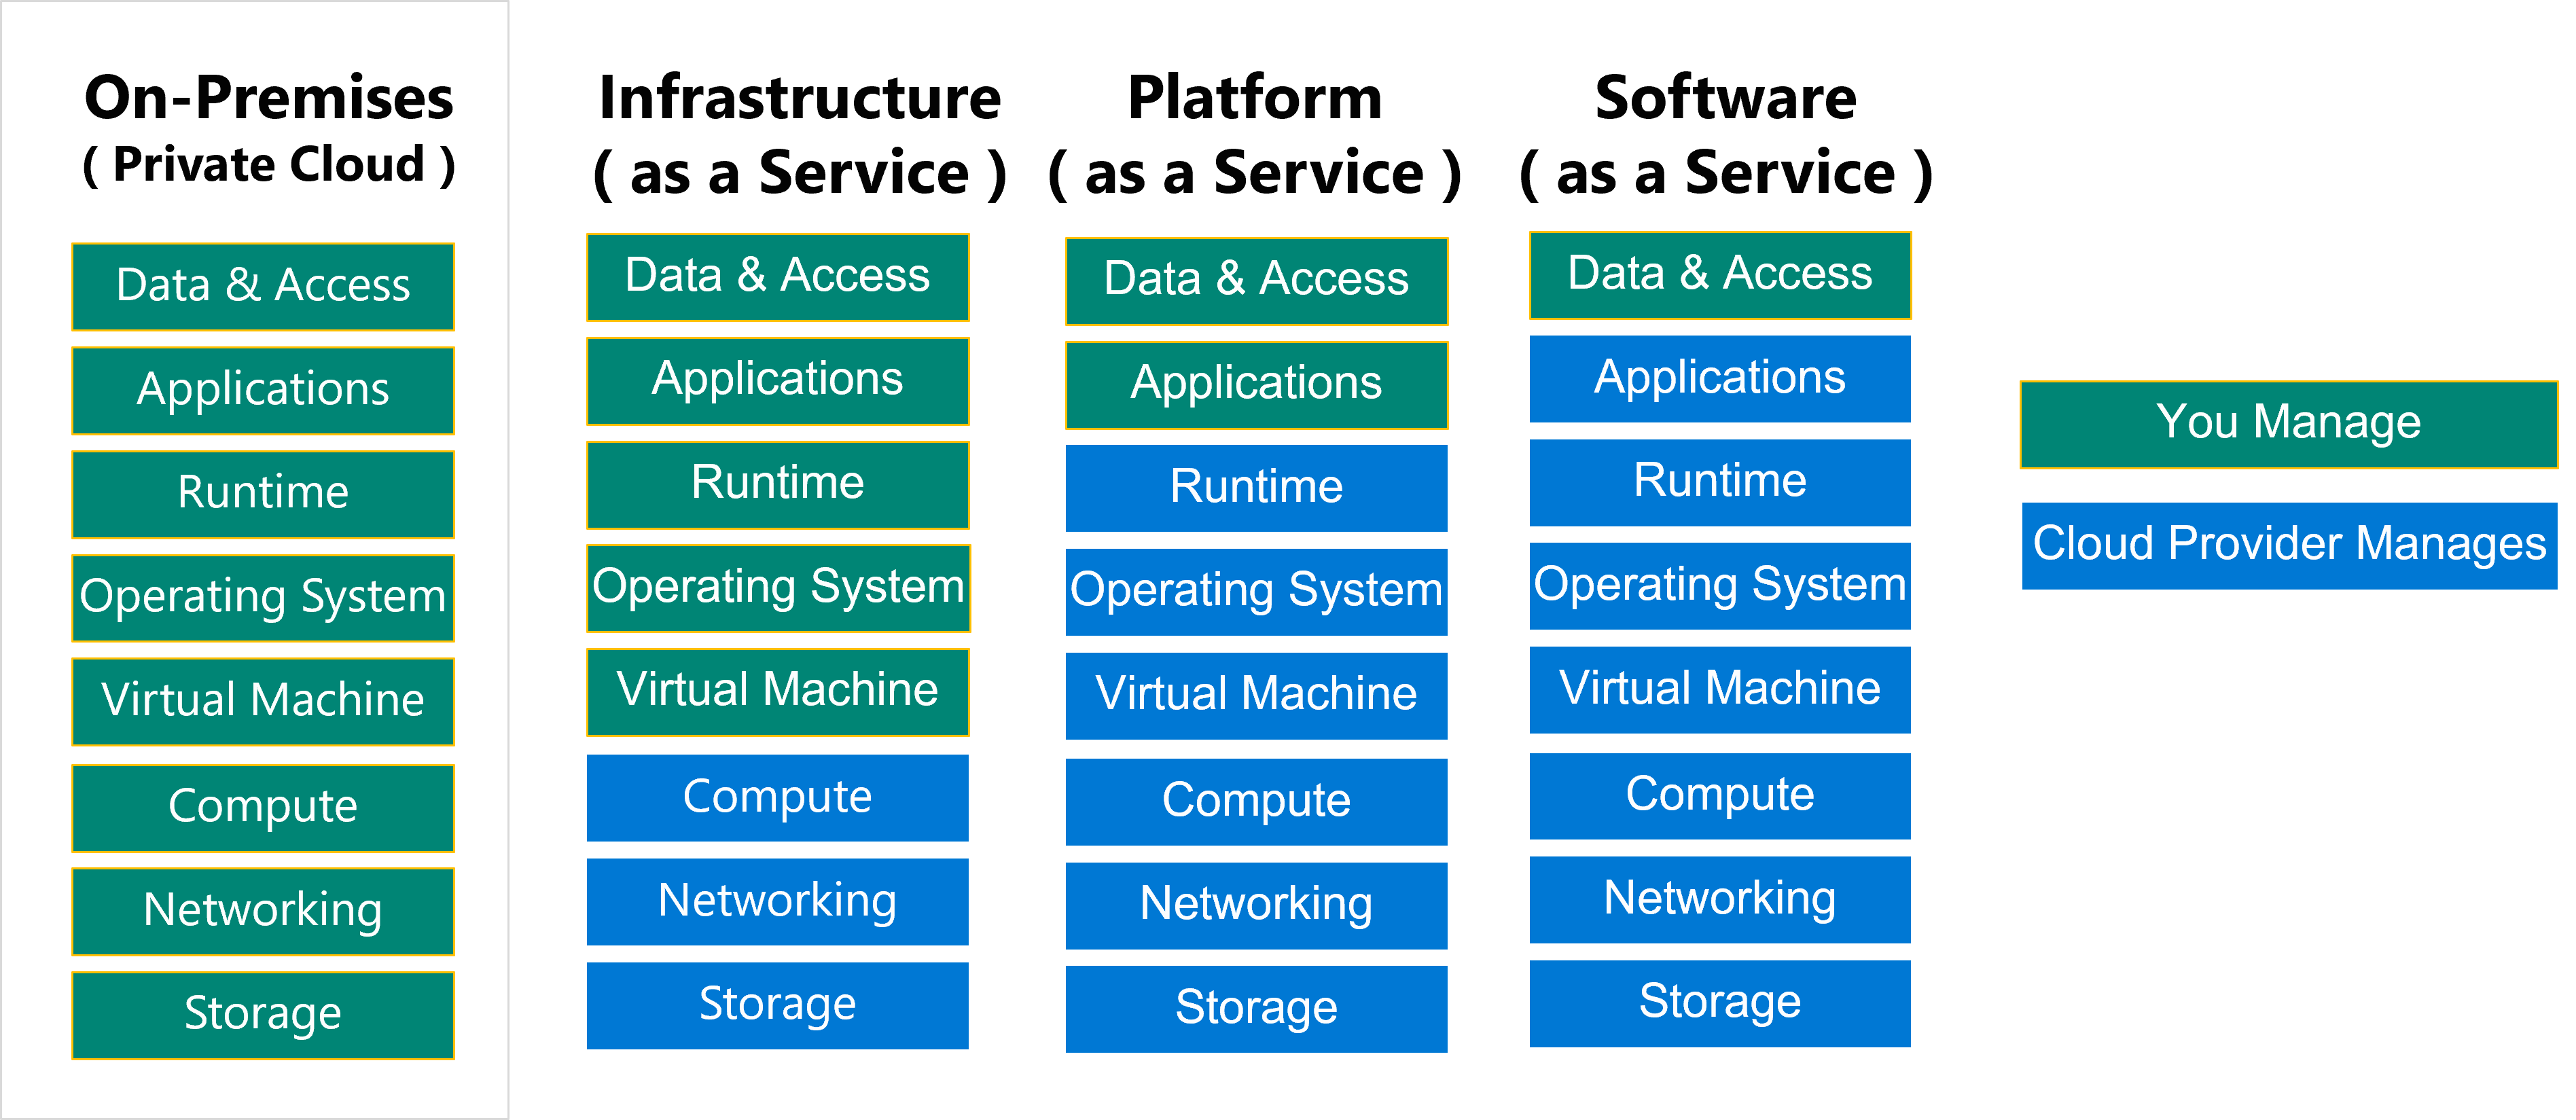 On-Premises
( Private Cloud )
Data & Access
Applications
Runtime
Operating System
Virtual Machine
Compute
Networking
Storage
Infrastructure
( as a Service )
Data & Access
Applications
Runtime
Operating System
Virtual Machine
Compute
Networking
Storage
Platform
( as a Service )
Data & Access
Applications
Runtime
Operating System
Virtual Machine
Compute
Networking
Storage
Software
( as a Service )
Data & Access
Applications
Runtime
Operating System
Virtual Machine
Compute
Networking
Storage
You Manage
Cloud Provider Manages